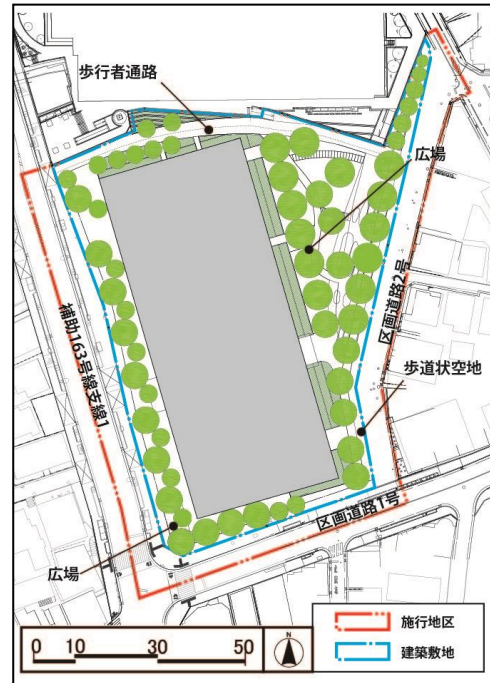 歩行者通路
広場
補助163号線支線1
区画道路2号
歩道状空地
区画道路1号
広場
0 10 30 50
N
施行地区
建築敷地